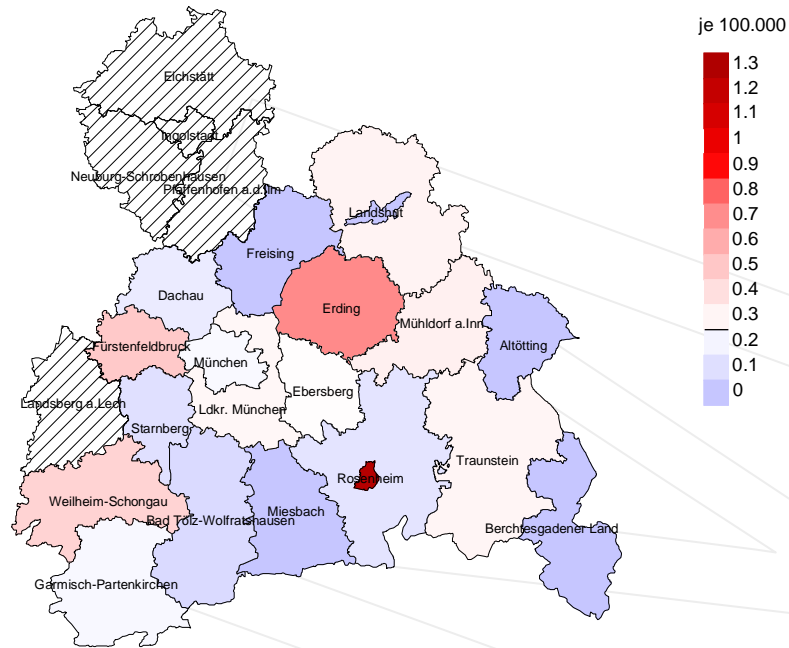 je 100.000
1.3
1.2
1.1
1
0.9
0.8
0.7
0.6
0.5
0.4
0.3
0.2
0.1
0
Eichstätt
Ingolstadt
Neuburg-Schrobenhausen
Pfaffenhofen a.d.Ilm
Landshut
Freising
Dachau
Erding
Mühldorf a.Inn
Altötting
Fürstenfeldbruck
München
Ebersberg
Landsberg a.Lech
Ldkr. München
Starnberg
Traunstein
Rosenheim
Weilheim-Schongau
Miesbach
Bad Tölz-Wolfratshausen
Berchtesgadener Land
Garmisch-Partenkirchen